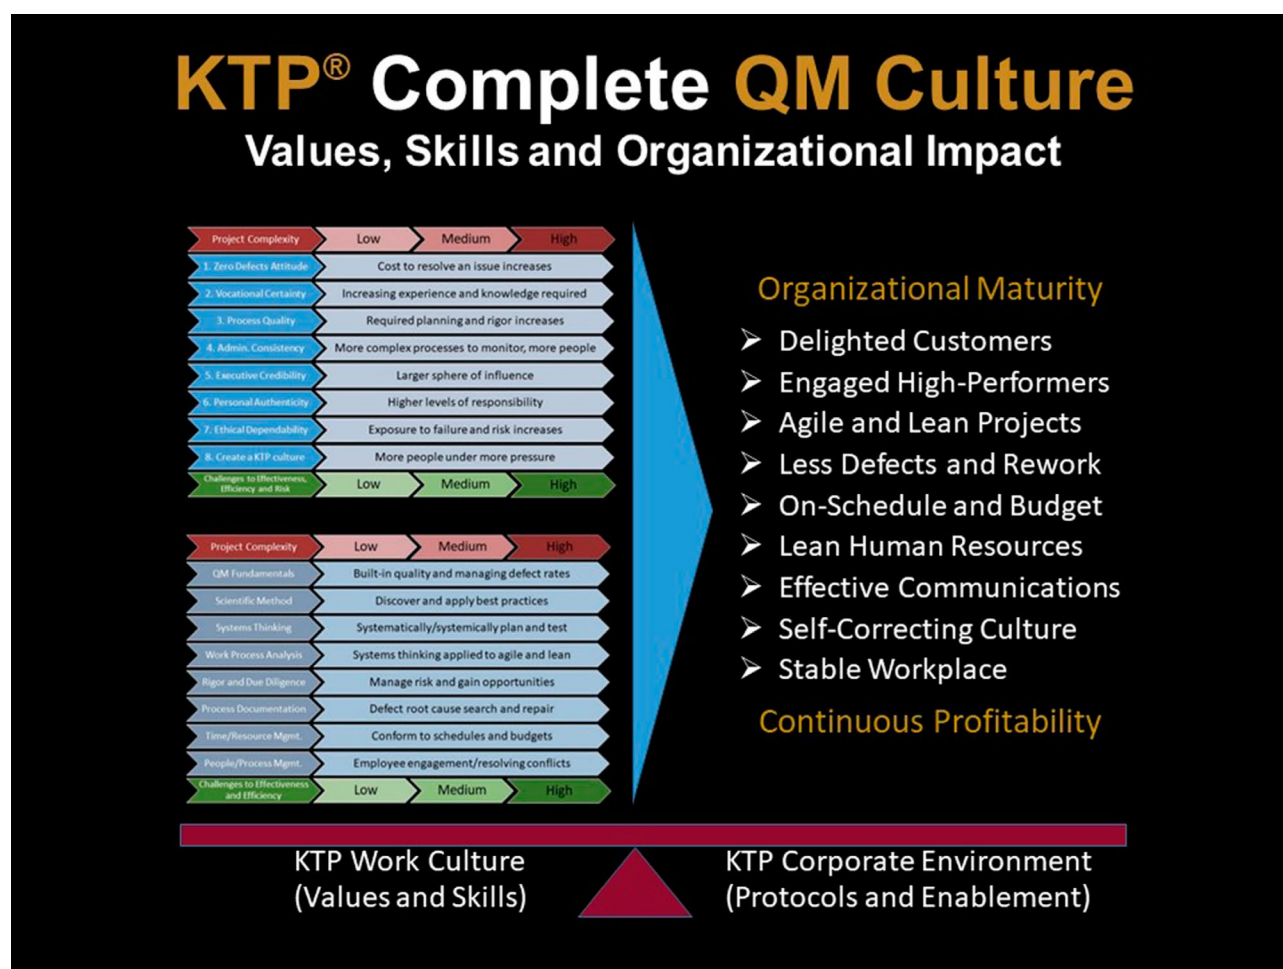 KTP® Complete QM Culture
Values, Skills and Organizational Impact
Project Complexity Low Medium High
1. Zero Defects Attitude Cost to resolve an issue increases
2. Vocational Certainty Increasing experience and knowledge required
3. Process Quality Required planning and rigor increases
4. Admin. Consistency More complex processes to monitor, more people
5. Executive Credibility Larger sphere of influence
6. Personal Authenticity Higher levels of responsibility
7. Ethical Dependability Exposure to failure and risk increases
8. Create a KTP culture More people under more pressure
Challenges to Effectiveness,
Efficiency and Risk Low Medium High
Project Complexity Low Medium High
QM Fundamentals Built-in quality and managing defect rates
Scientific Method Discover and apply best practices
Systems Thinking Systematically/systemically plan and test
Work Process Analysis Systems thinking applied to agile and lean
Rigor and Due Diligence Manage risk and gain opportunities
Process Documentation Defect root cause search and repair
Time/Resource Mgmt. Conform to schedules and budgets
People/Process Mgmt. Employee engagement/resolving conflicts
Challenges to Effectiveness
and Efficiency Low Medium High
Organizational Maturity
➢ Delighted Customers
➢ Engaged High-Performers
➢ Agile and Lean Projects
➢ Less Defects and Rework
➢ On-Schedule and Budget
➢ Lean Human Resources
➢ Effective Communications
➢ Self-Correcting Culture
➢ Stable Workplace
Continuous Profitability
KTP Work Culture
(Values and Skills)
KTP Corporate Environment
(Protocols and Enablement)